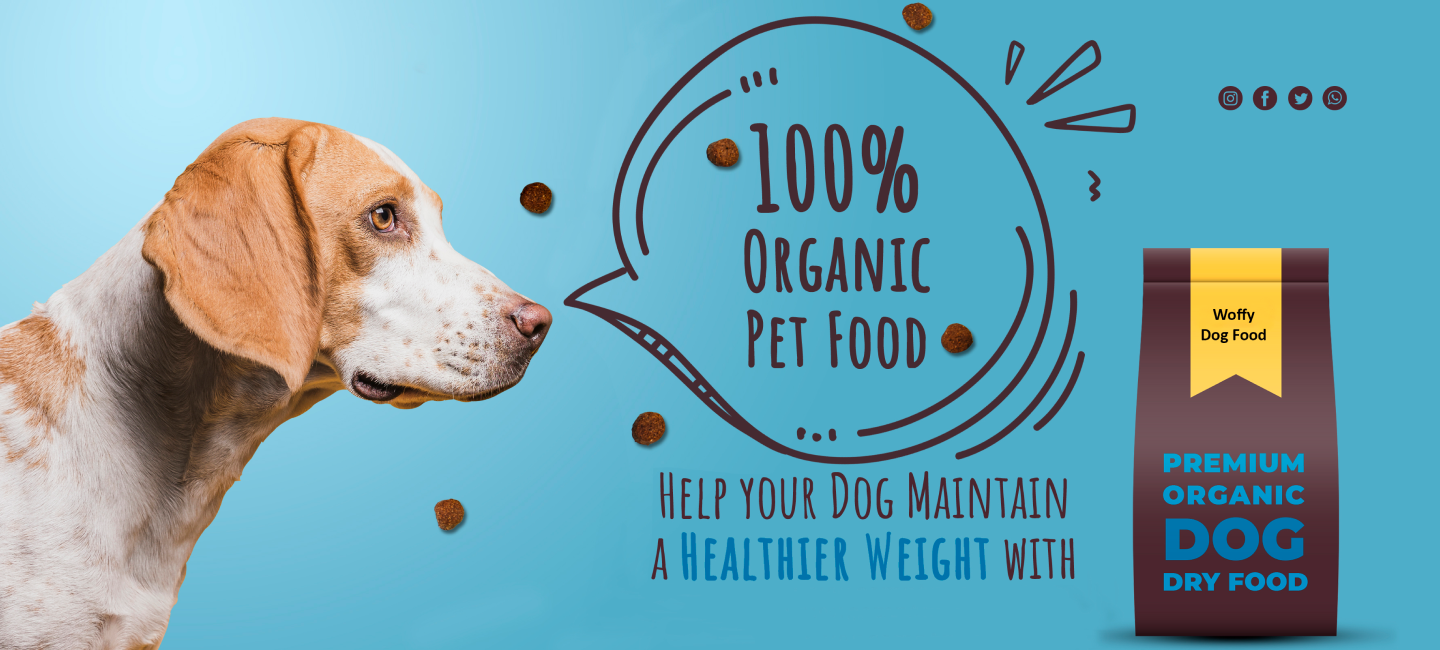 100%
Organic
Pet Food
Help your Dog Maintain
a Healthier Weight with
Woffy
Dog Food
PREMIUM
ORGANIC
DOG
DRY FOOD